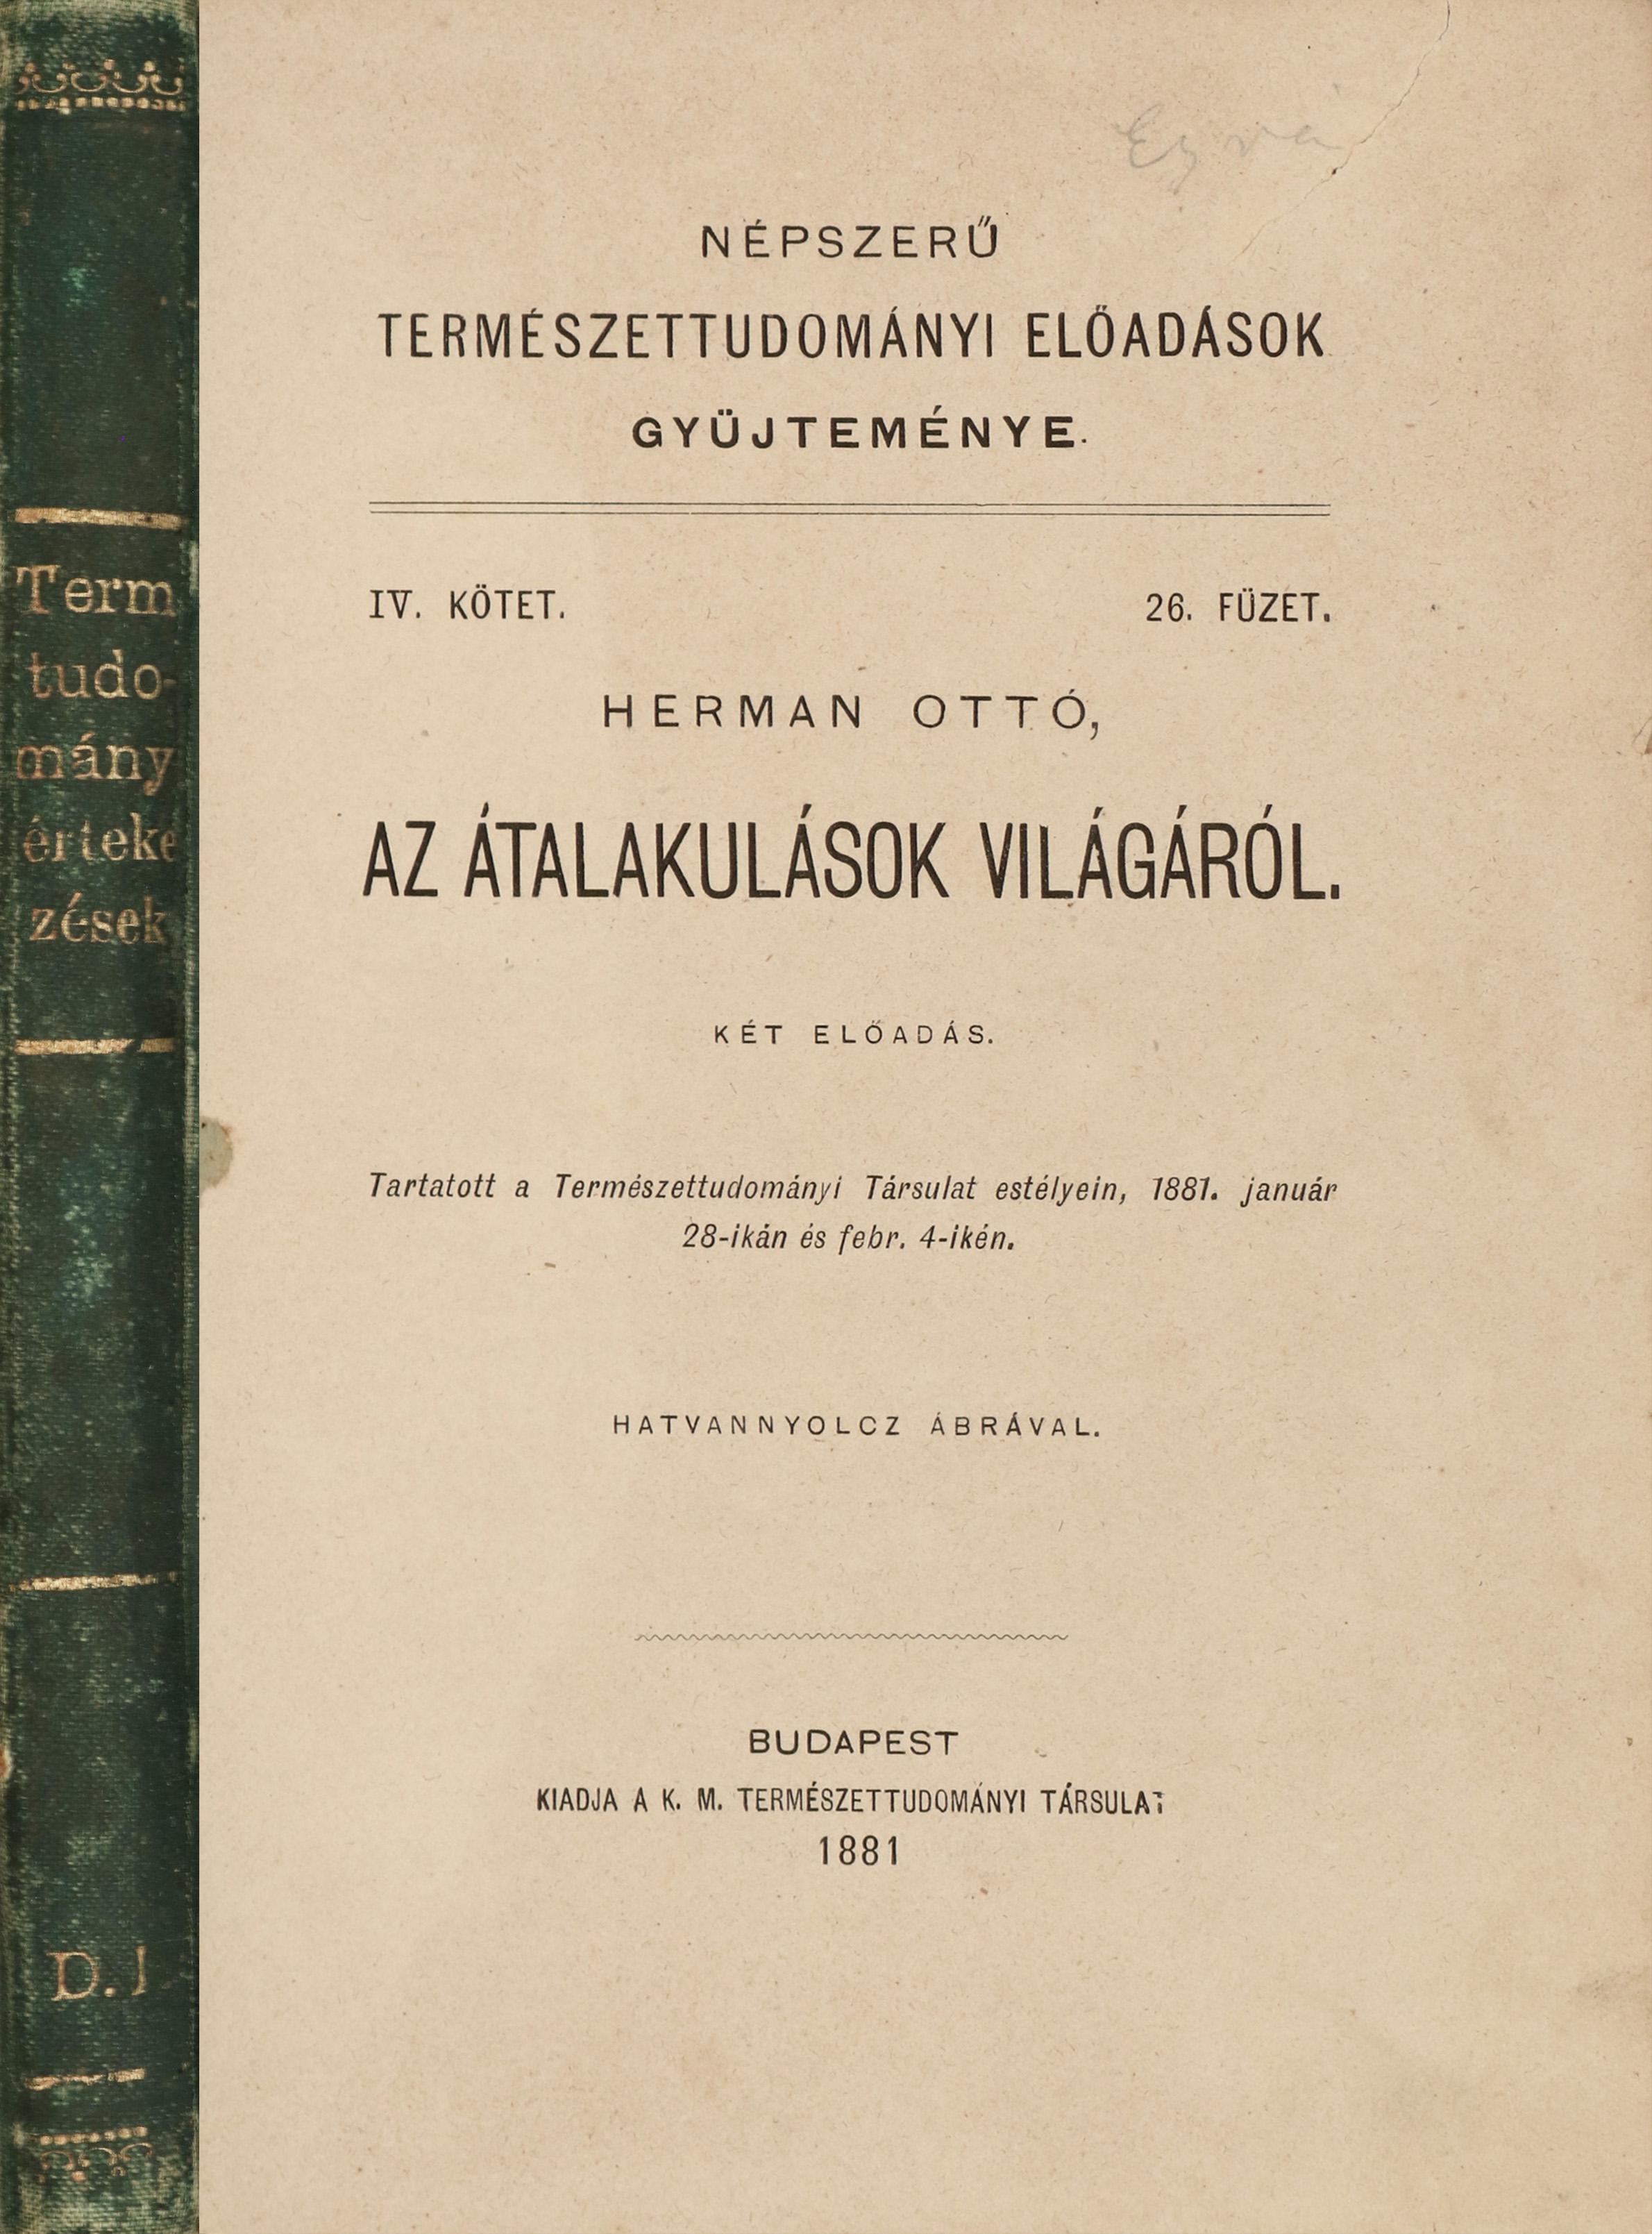 Term
tudo-
mány
érteke
zések
D. I
NÉPSZERŰ
TERMÉSZETTUDOMÁNYI ELŐADÁSOK
GYÜJTEMÉNYE.
IV. KÖTET. 26. FÜZET.
HERMAN OTTÓ,
AZ ÁTALAKULÁSOK VILÁGÁRÓL.
KÉT ELŐADÁS.
Tartatott a Természettudományi Társulat estélyein, 1881. január
28-ikán és febr. 4-ikén.
HATVANNYOLCZ ÁBRÁVAL.
BUDAPEST
KIADJA A K. M. TERMÉSZETTUDOMÁNYI TÁRSULAT
1881